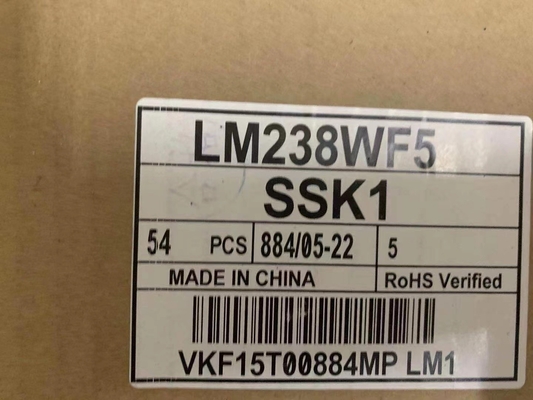 LM238WF5
SSK1
54 PCS 884/05-22 5
MADE IN CHINA RoHS Verified
VKF15T00884MP LM1